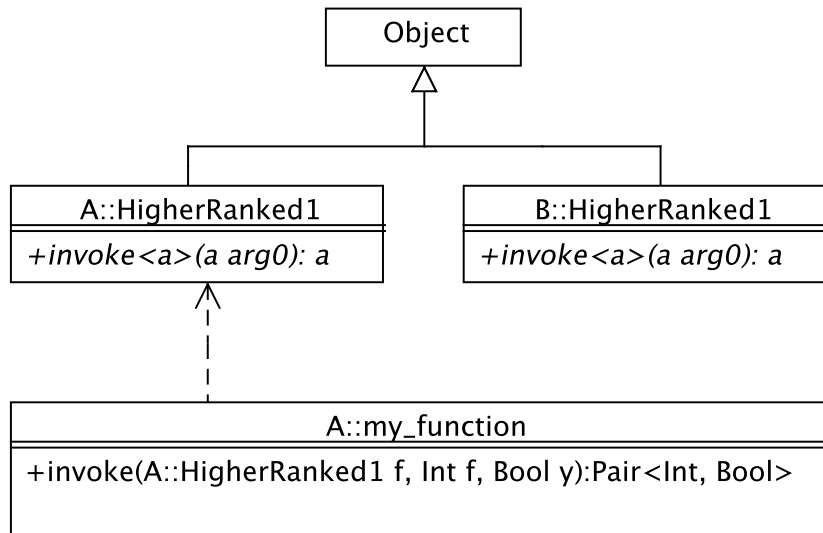 Object
A::HigherRanked1
+invoke<a>(a arg0): a
B::HigherRanked1
+invoke<a>(a arg0): a
A::my_function
+invoke(A::HigherRanked1 f, Int f, Bool y):Pair<Int, Bool>